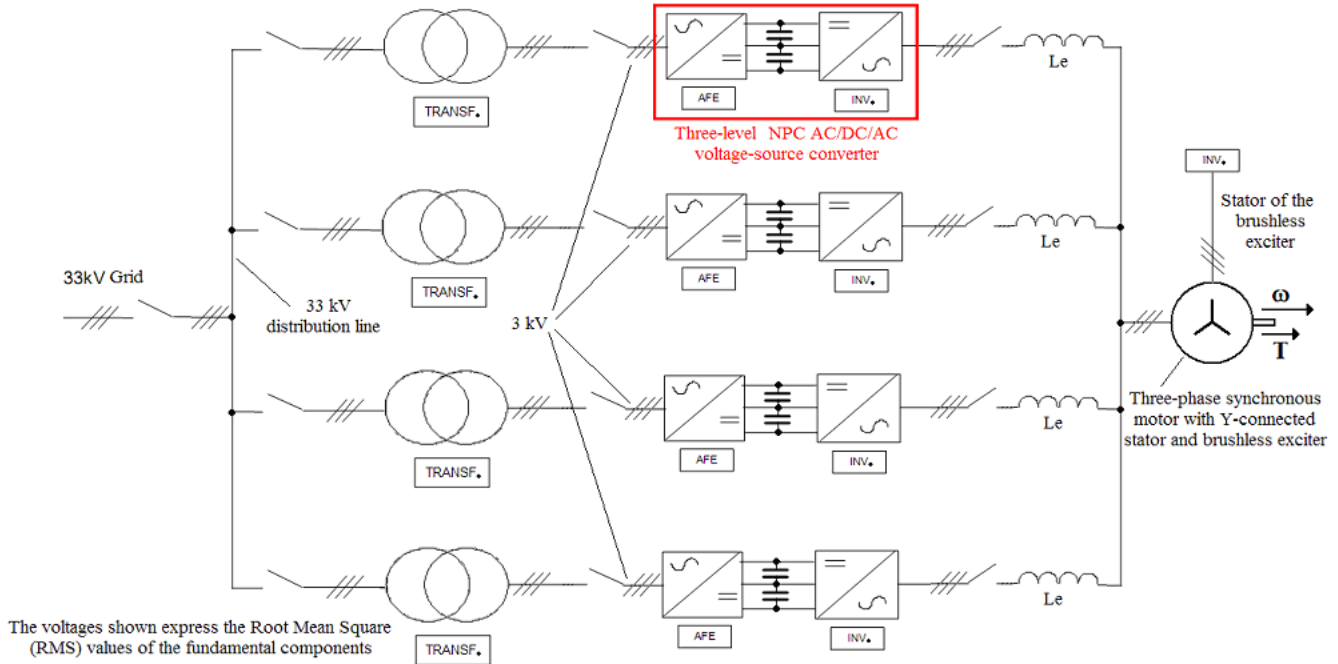 TRANSF.
AFE
INV.
Le
Three-level NPC AC/DC/AC
voltage-source converter
INV.
Stator of the
brushless
exciter
TRANSF.
AFE
INV.
Le
33kV Grid
33 kV
distribution line
3 kV
ω
T
Three-phase synchronous
motor with Y-connected
stator and brushless exciter
TRANSF.
AFE
INV.
Le
The voltages shown express the Root Mean Square
(RMS) values of the fundamental components
TRANSF.
AFE
INV.
Le